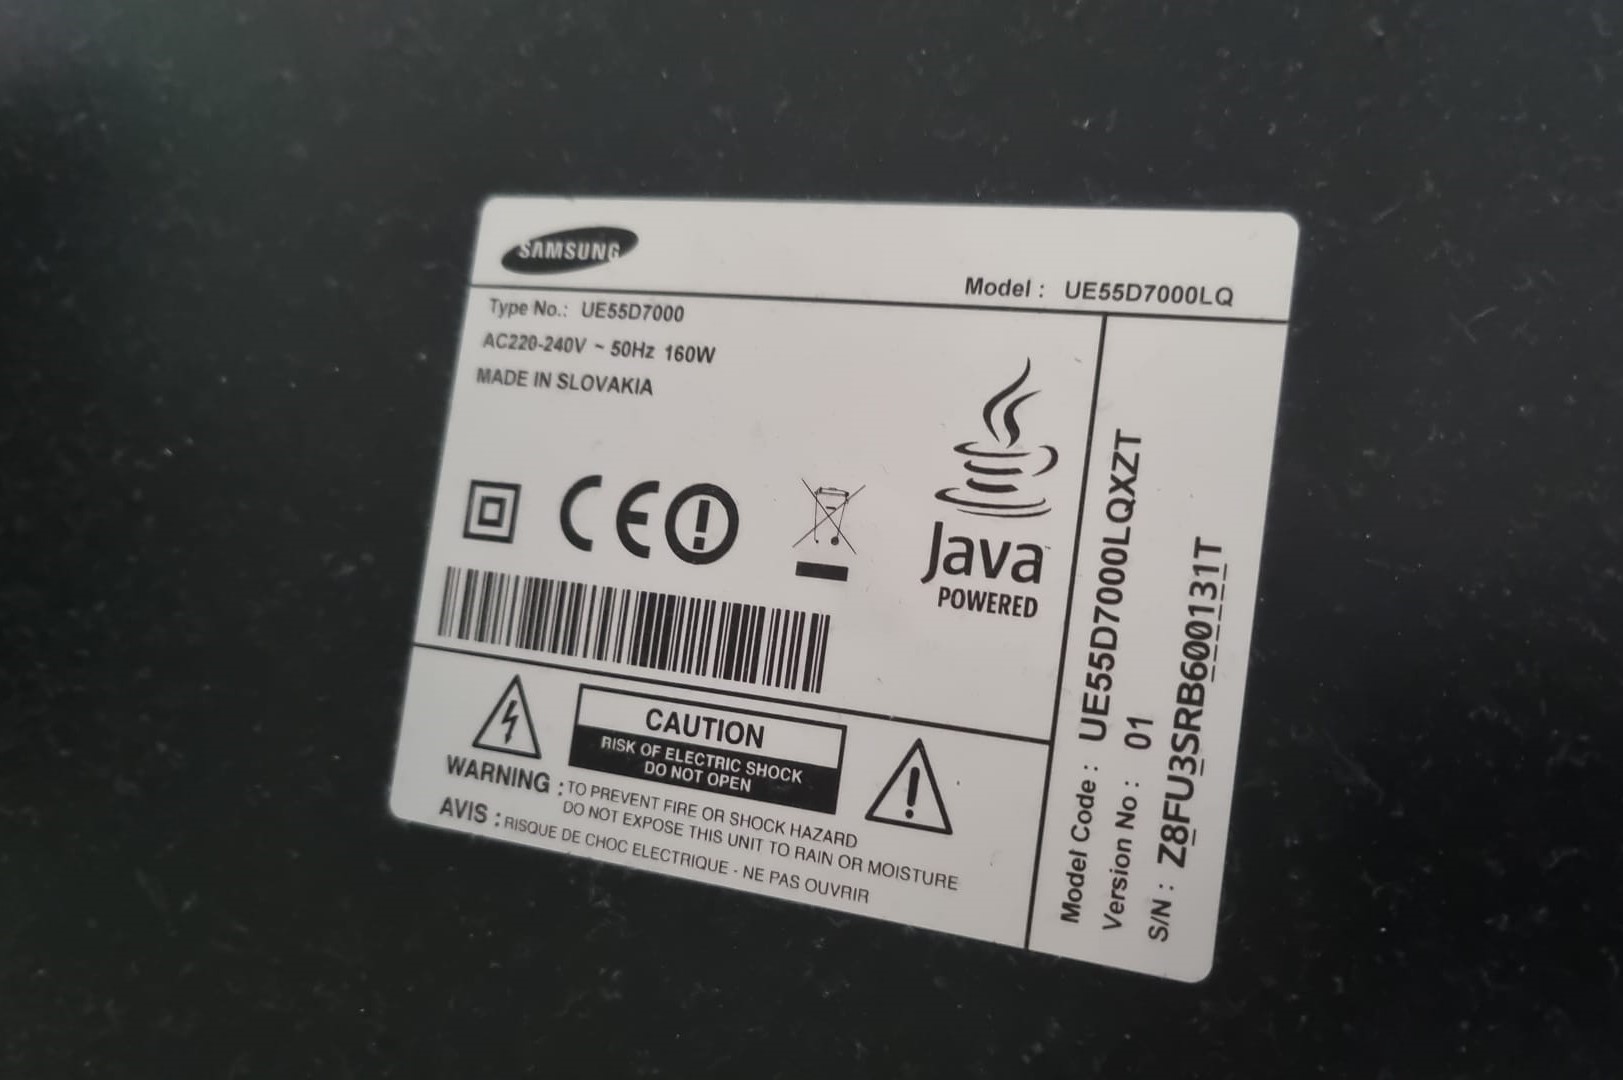 SAMSUNG
Model : UE55D7000LQ
Type No.: UE55D7000
AC220-240V ~ 50Hz 160W
MADE IN SLOVAKIA
CE
Java™
POWERED
CAUTION
RISK OF ELECTRIC SHOCK
DO NOT OPEN
WARNING : TO PREVENT FIRE OR SHOCK HAZARD
DO NOT EXPOSE THIS UNIT TO RAIN OR MOISTURE
AVIS : RISQUE DE CHOC ELECTRIQUE - NE PAS OUVRIR
Model Code : UE55D7000LQXZT
Version No : 01
S/N : Z8FU3SRB600131T